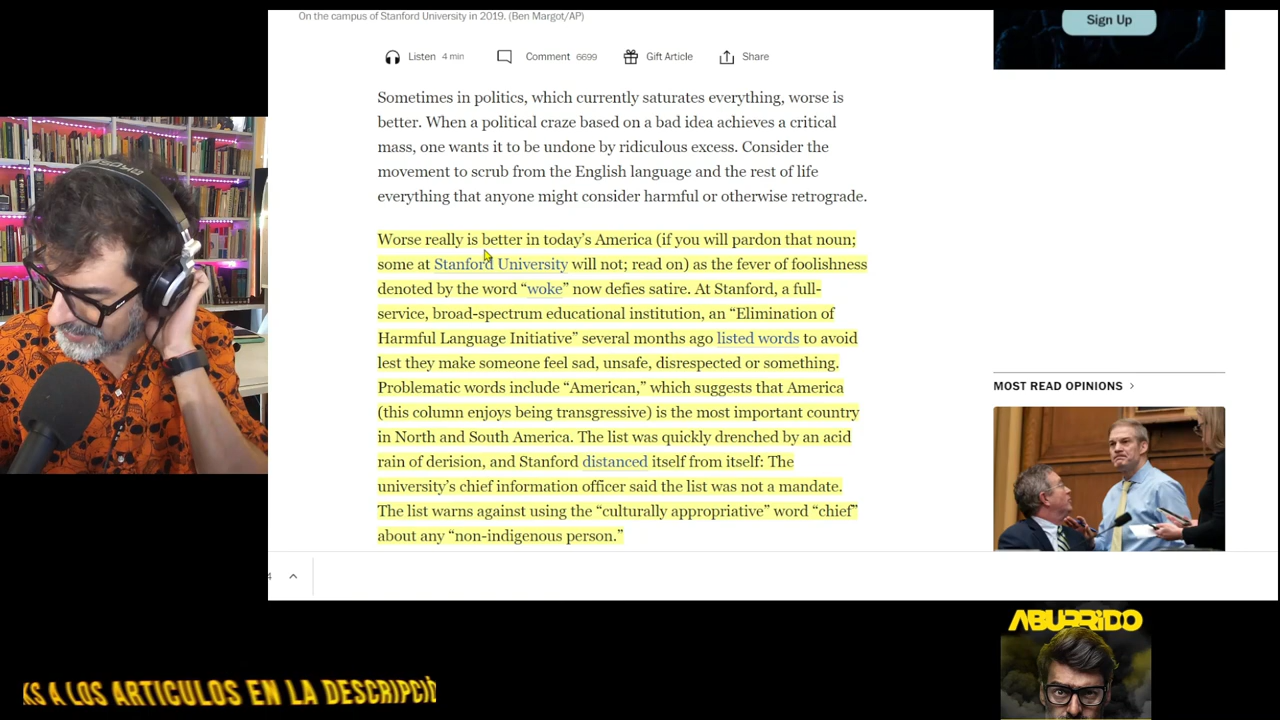 On the campus of Stanford University in 2019. (Ben Margot/AP)
Sign Up
Listen 4 min
Comment 6699
Gift Article
Share
Sometimes in politics, which currently saturates everything, worse is
better. When a political craze based on a bad idea achieves a critical
mass, one wants it to be undone by ridiculous excess. Consider the
movement to scrub from the English language and the rest of life
everything that anyone might consider harmful or otherwise retrograde.
Worse really is better in today’s America (if you will pardon that noun;
some at Stanford University will not; read on) as the fever of foolishness
denoted by the word “woke” now defies satire. At Stanford, a full-
service, broad-spectrum educational institution, an “Elimination of
Harmful Language Initiative” several months ago listed words to avoid
lest they make someone feel sad, unsafe, disrespected or something.
Problematic words include “American,” which suggests that America
(this column enjoys being transgressive) is the most important country
in North and South America. The list was quickly drenched by an acid
rain of derision, and Stanford distanced itself from itself: The
university’s chief information officer said the list was not a mandate.
The list warns against using the “culturally appropriative” word “chief”
about any “non-indigenous person.”
MOST READ OPINIONS
4
ABURRIDO
KS A LOS ARTICULOS EN LA DESCRIPCIÓ